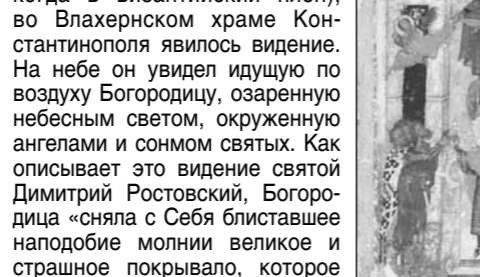 когда в византийский плен),
во Влахернском храме Кон-
стантинополя явилось видение.
На небе он увидел идущую по
воздуху Богородицу, озаренную
небесным светом, окруженную
ангелами и сонмом святых. Как
описывает это видение святой
Димитрий Ростовский, Богоро-
дица «сняла с Себя блиставшее
наподобие молнии великое и
страшное покрывало, которое